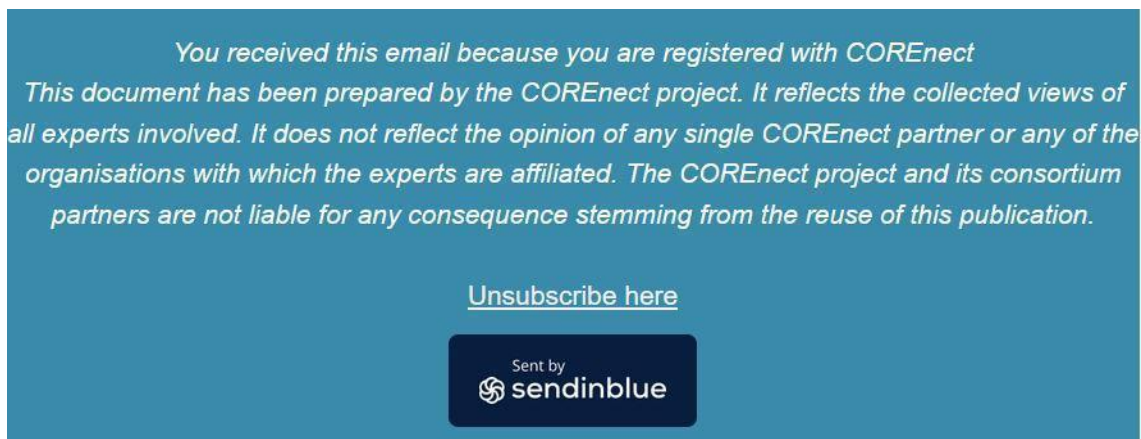 You received this email because you are registered with COREnect
This document has been prepared by the COREnect project. It reflects the collected views of
all experts involved. It does not reflect the opinion of any single COREnect partner or any of the
organisations with which the experts are affiliated. The COREnect project and its consortium
partners are not liable for any consequence stemming from the reuse of this publication.
Unsubscribe here
Sent by
sendinblue